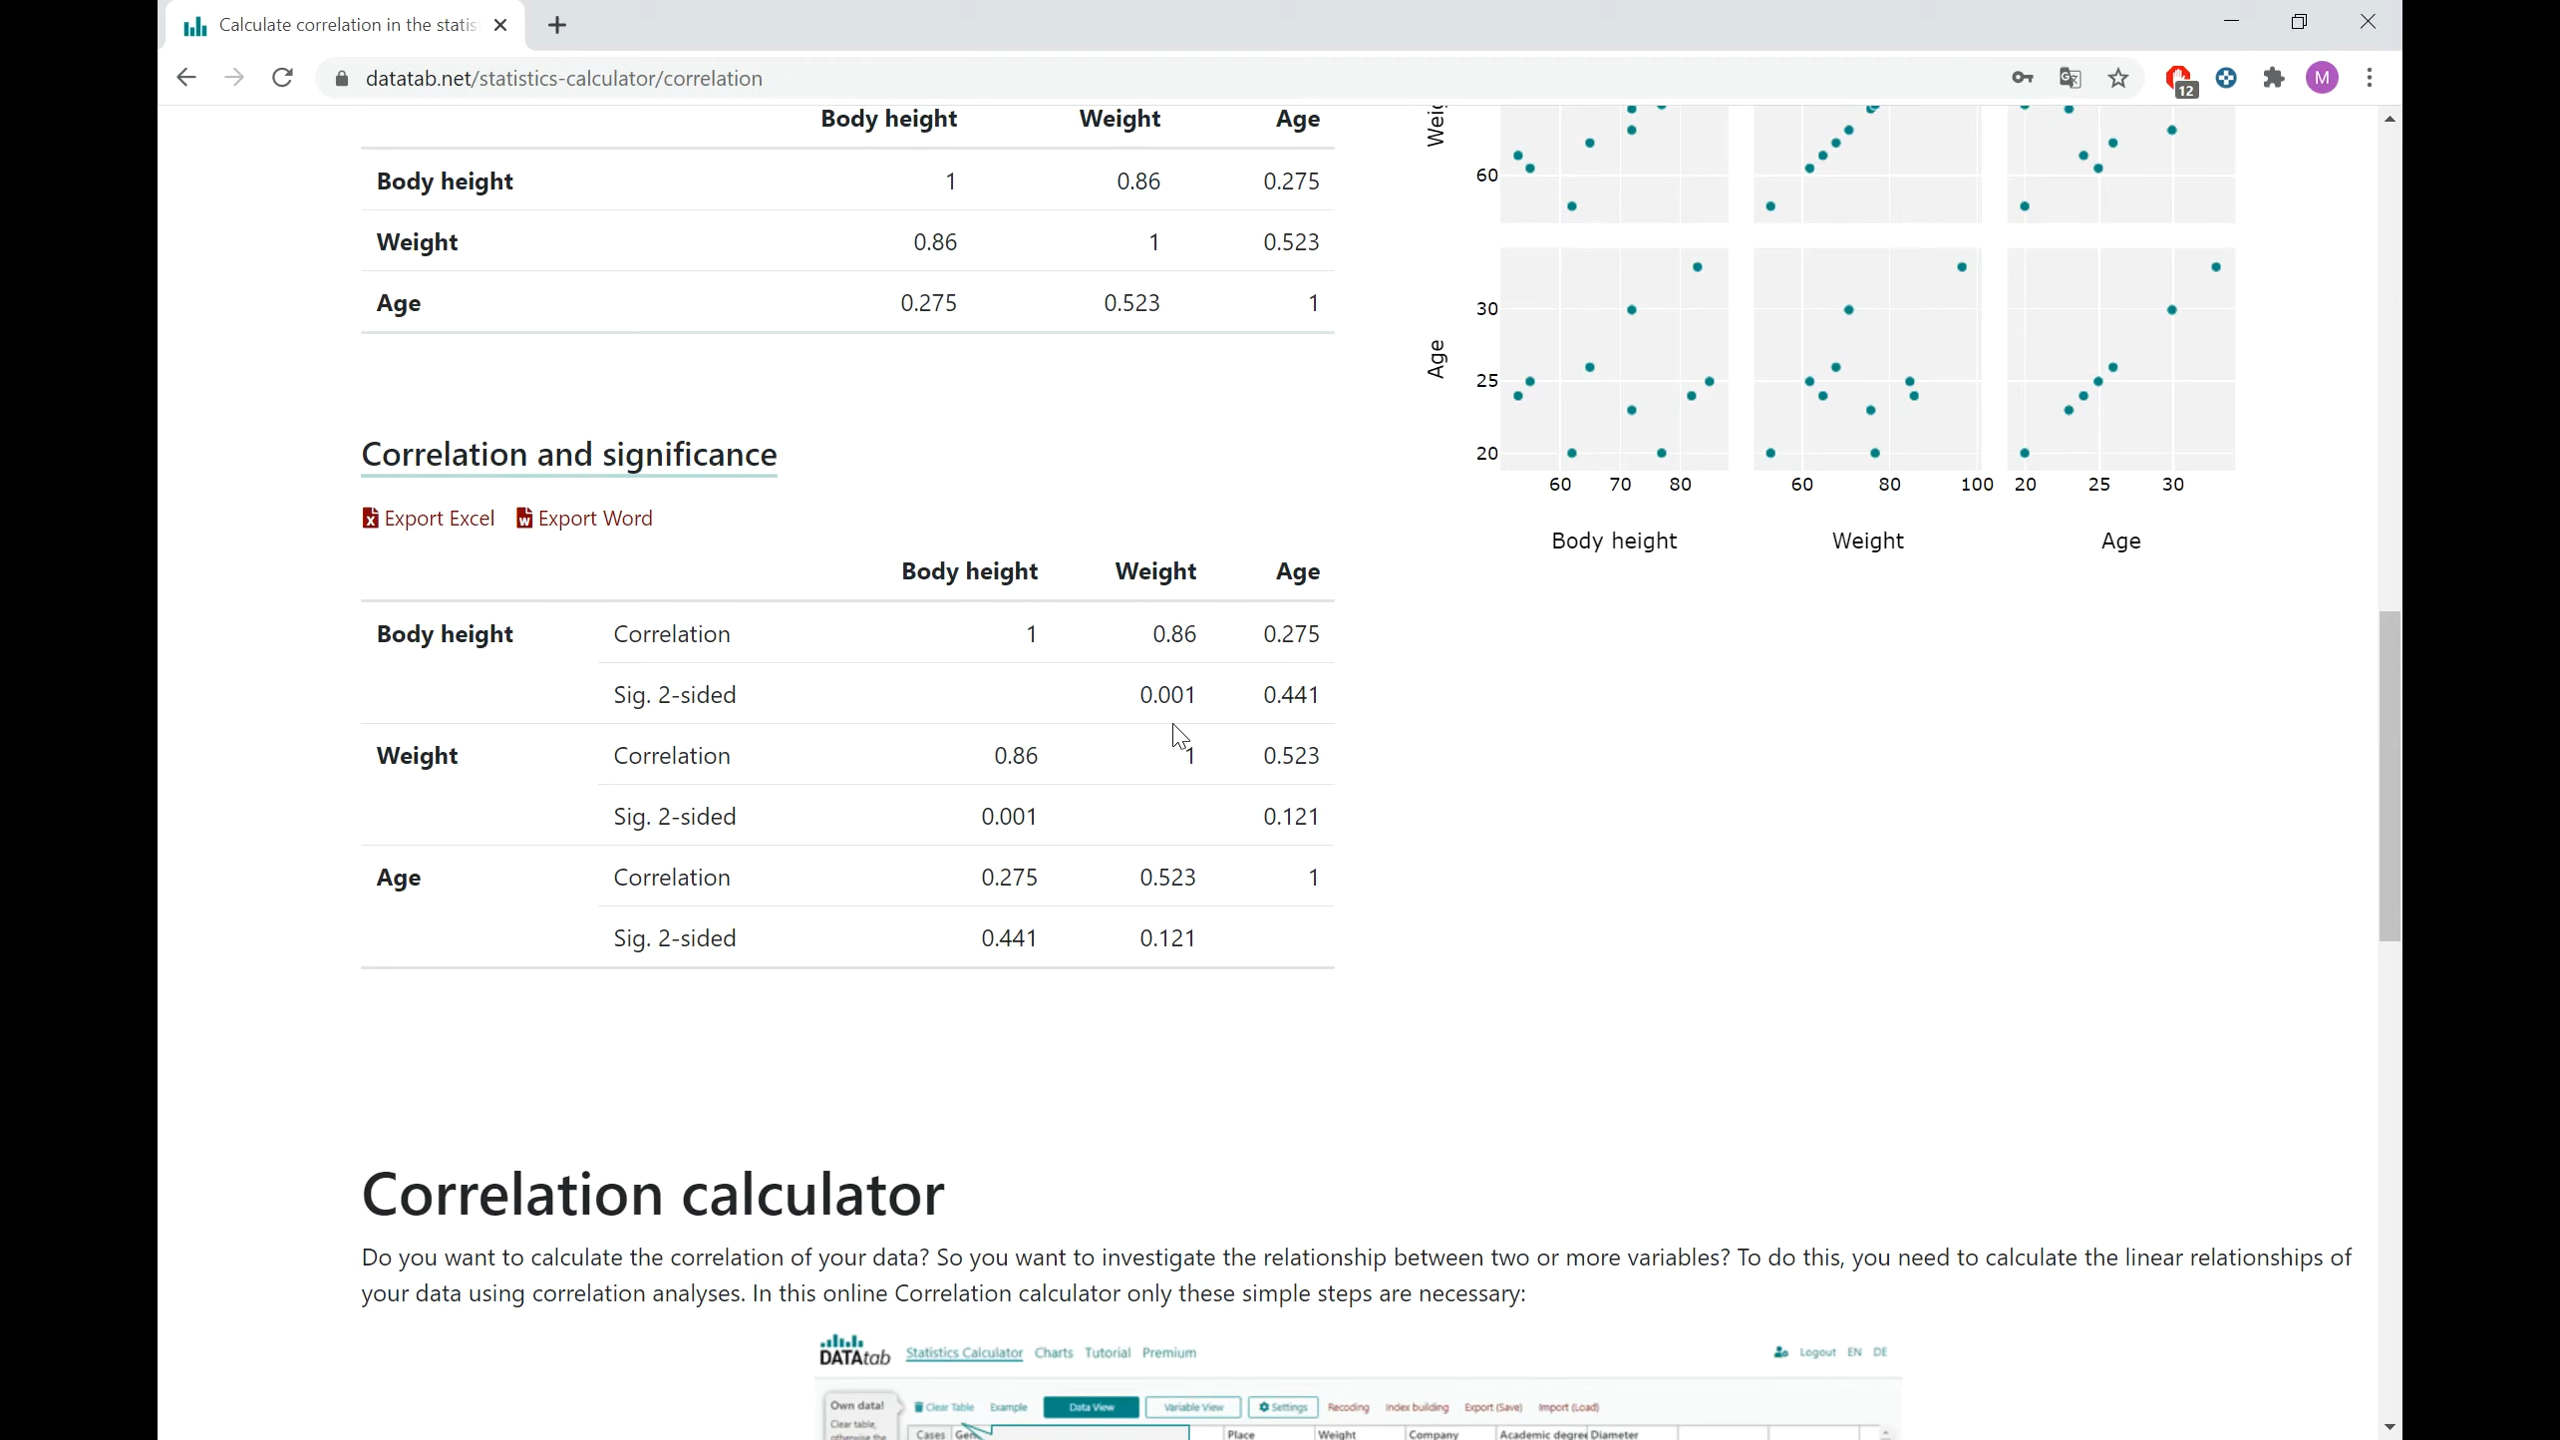 Calculate correlation in the statis
datatab.net/statistics-calculator/correlation
12
M
Body height Weight Age
Body height 1 0.86 0.275
Weight 0.86 1 0.523
Age 0.275 0.523 1
60
Age
30
25
20
60 70 80 60 80 100 20 25 30
Body height Weight Age
Correlation and significance
Export Excel Export Word
Body height Weight Age
Body height Correlation 1 0.86 0.275
Sig. 2-sided 0.001 0.441
Weight Correlation 0.86 1 0.523
Sig. 2-sided 0.001 0.121
Age Correlation 0.275 0.523 1
Sig. 2-sided 0.441 0.121
Correlation calculator
Do you want to calculate the correlation of your data? So you want to investigate the relationship between two or more variables? To do this, you need to calculate the linear relationships of
your data using correlation analyses. In this online Correlation calculator only these simple steps are necessary:
DATAtab Statistics Calculator Charts Tutorial Premium Logout EN DE
Own data! Clear Table Example Data View Variable View Settings Recoding Index building Export (Save) Import (Load)
Clear table,
Cases Place Weight Company Academic degree Diameter